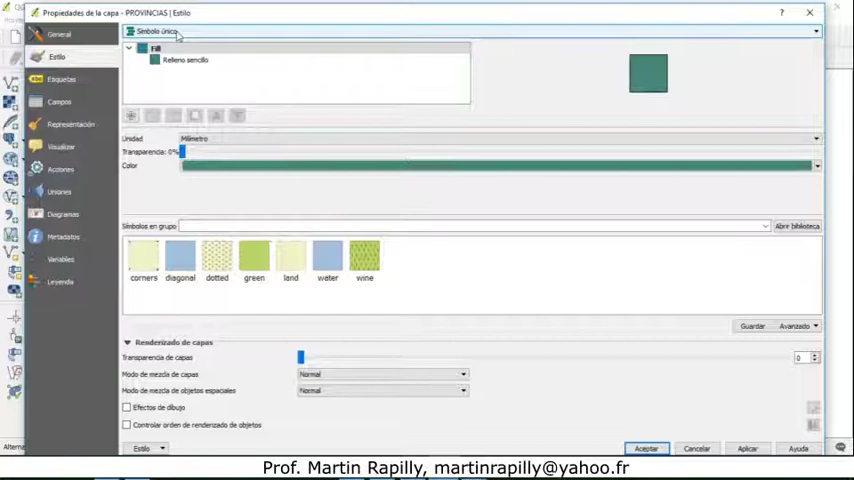 Propiedades de la capa - PROVINCIAS | Estilo
?
General
Estilo
Etiquetas
Campos
Representación
Visualizar
Acciones
Uniones
Diagramas
Metadatos
Variables
Leyenda
Símbolo único
Fill
Relleno sencillo
Unidad
Milímetro
Transparencia: 0%
Color
Símbolos en grupo
Abrir biblioteca
corners
diagonal
dotted
green
land
water
wine
Guardar
Avanzado
Renderizado de capas
Transparencia de capas
0
Modo de mezcla de capas
Normal
Modo de mezcla de objetos espaciales
Normal
Efectos de dibujo
Controlar orden de renderizado de objetos
Estilo
Aceptar
Cancelar
Aplicar
Ayuda
Prof. Martin Rapilly, martinrapilly@yahoo.fr